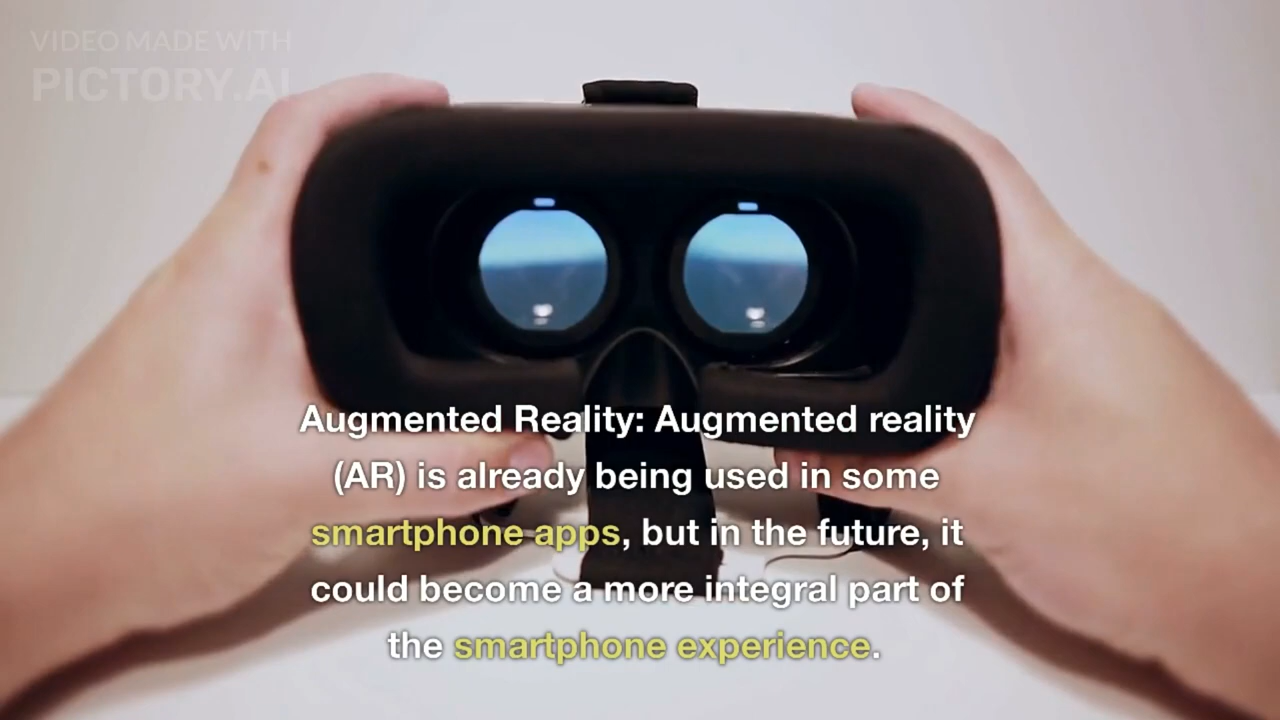 VIDEO MADE WITH
PICTORY.AI
Augmented Reality: Augmented reality
(AR) is already being used in some
smartphone apps, but in the future, it
could become a more integral part of
the smartphone experience.